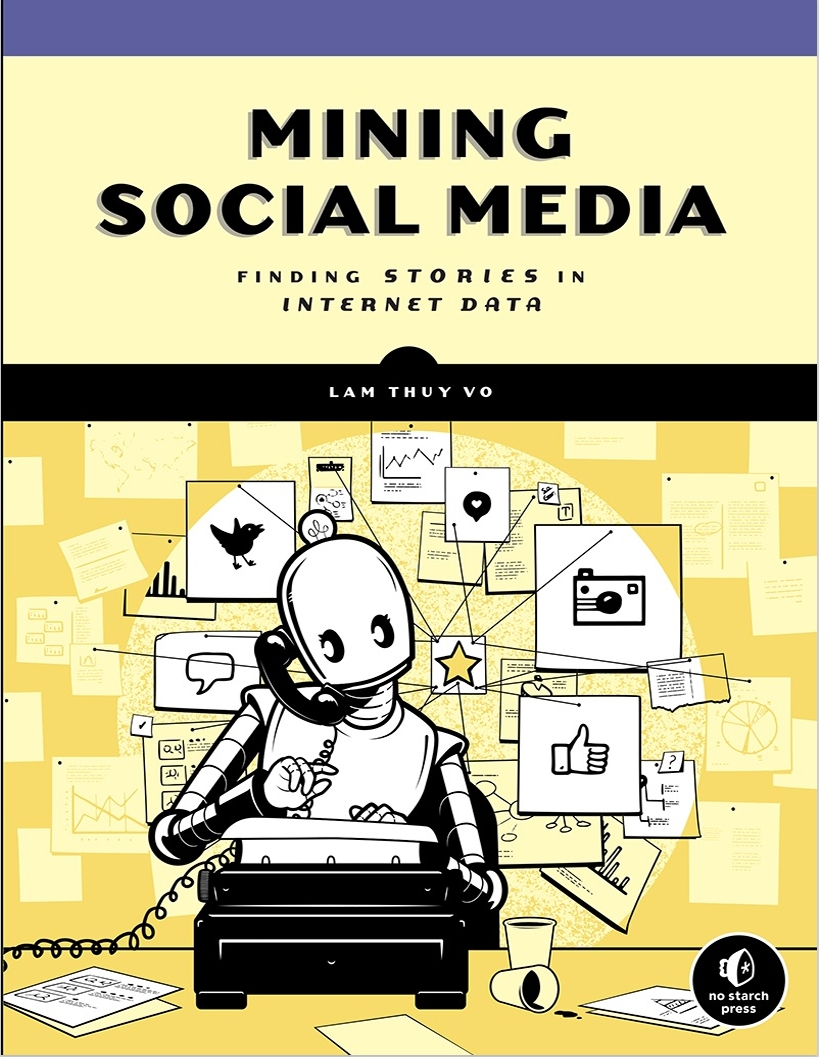 MINING
SOCIAL MEDIA
FINDING STORIES IN
INTERNET DATA
LAM THUY VO
T
?
no starch
press